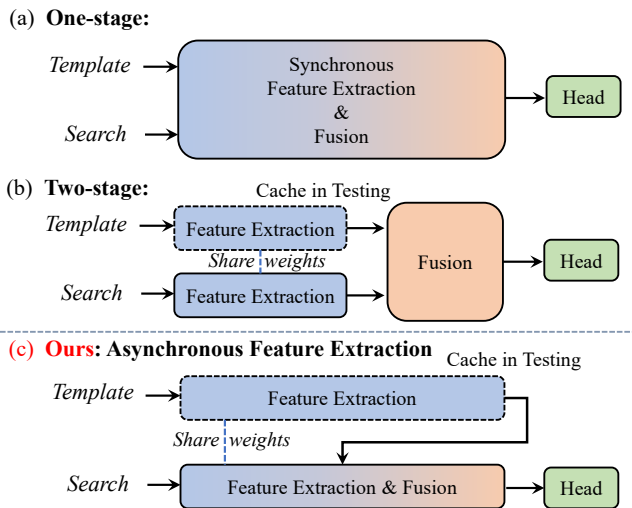 (a) One-stage:
Template
Search
Synchronous
Feature Extraction
&
Fusion
Head
(b) Two-stage:
Cache in Testing
Template
Feature Extraction
Share weights
Search
Feature Extraction
Fusion
Head
(c) Ours: Asynchronous Feature Extraction
Cache in Testing
Template
Feature Extraction
Share weights
Search
Feature Extraction & Fusion
Head